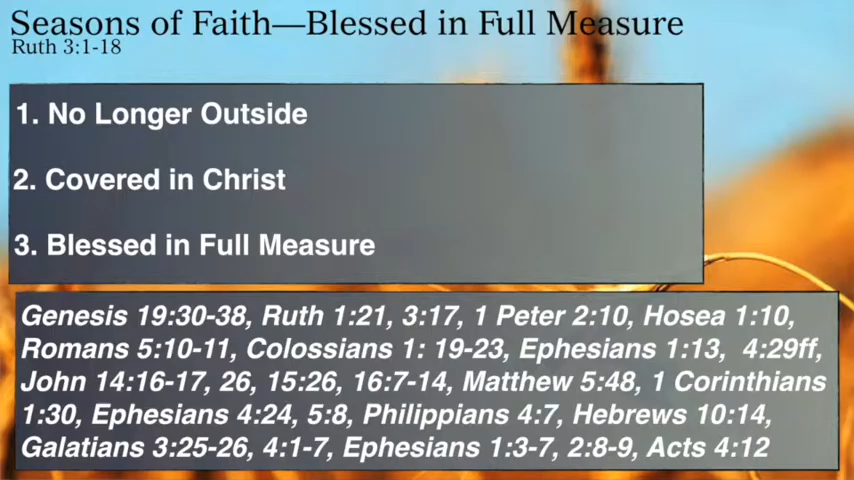 Seasons of Faith—Blessed in Full Measure
Ruth 3:1-18
1. No Longer Outside
2. Covered in Christ
3. Blessed in Full Measure
Genesis 19:30-38, Ruth 1:21, 3:17, 1 Peter 2:10, Hosea 1:10,
Romans 5:10-11, Colossians 1: 19-23, Ephesians 1:13,  4:29ff,
John 14:16-17, 26, 15:26, 16:7-14, Matthew 5:48, 1 Corinthians
1:30, Ephesians 4:24, 5:8, Philippians 4:7, Hebrews 10:14,
Galatians 3:25-26, 4:1-7, Ephesians 1:3-7, 2:8-9, Acts 4:12